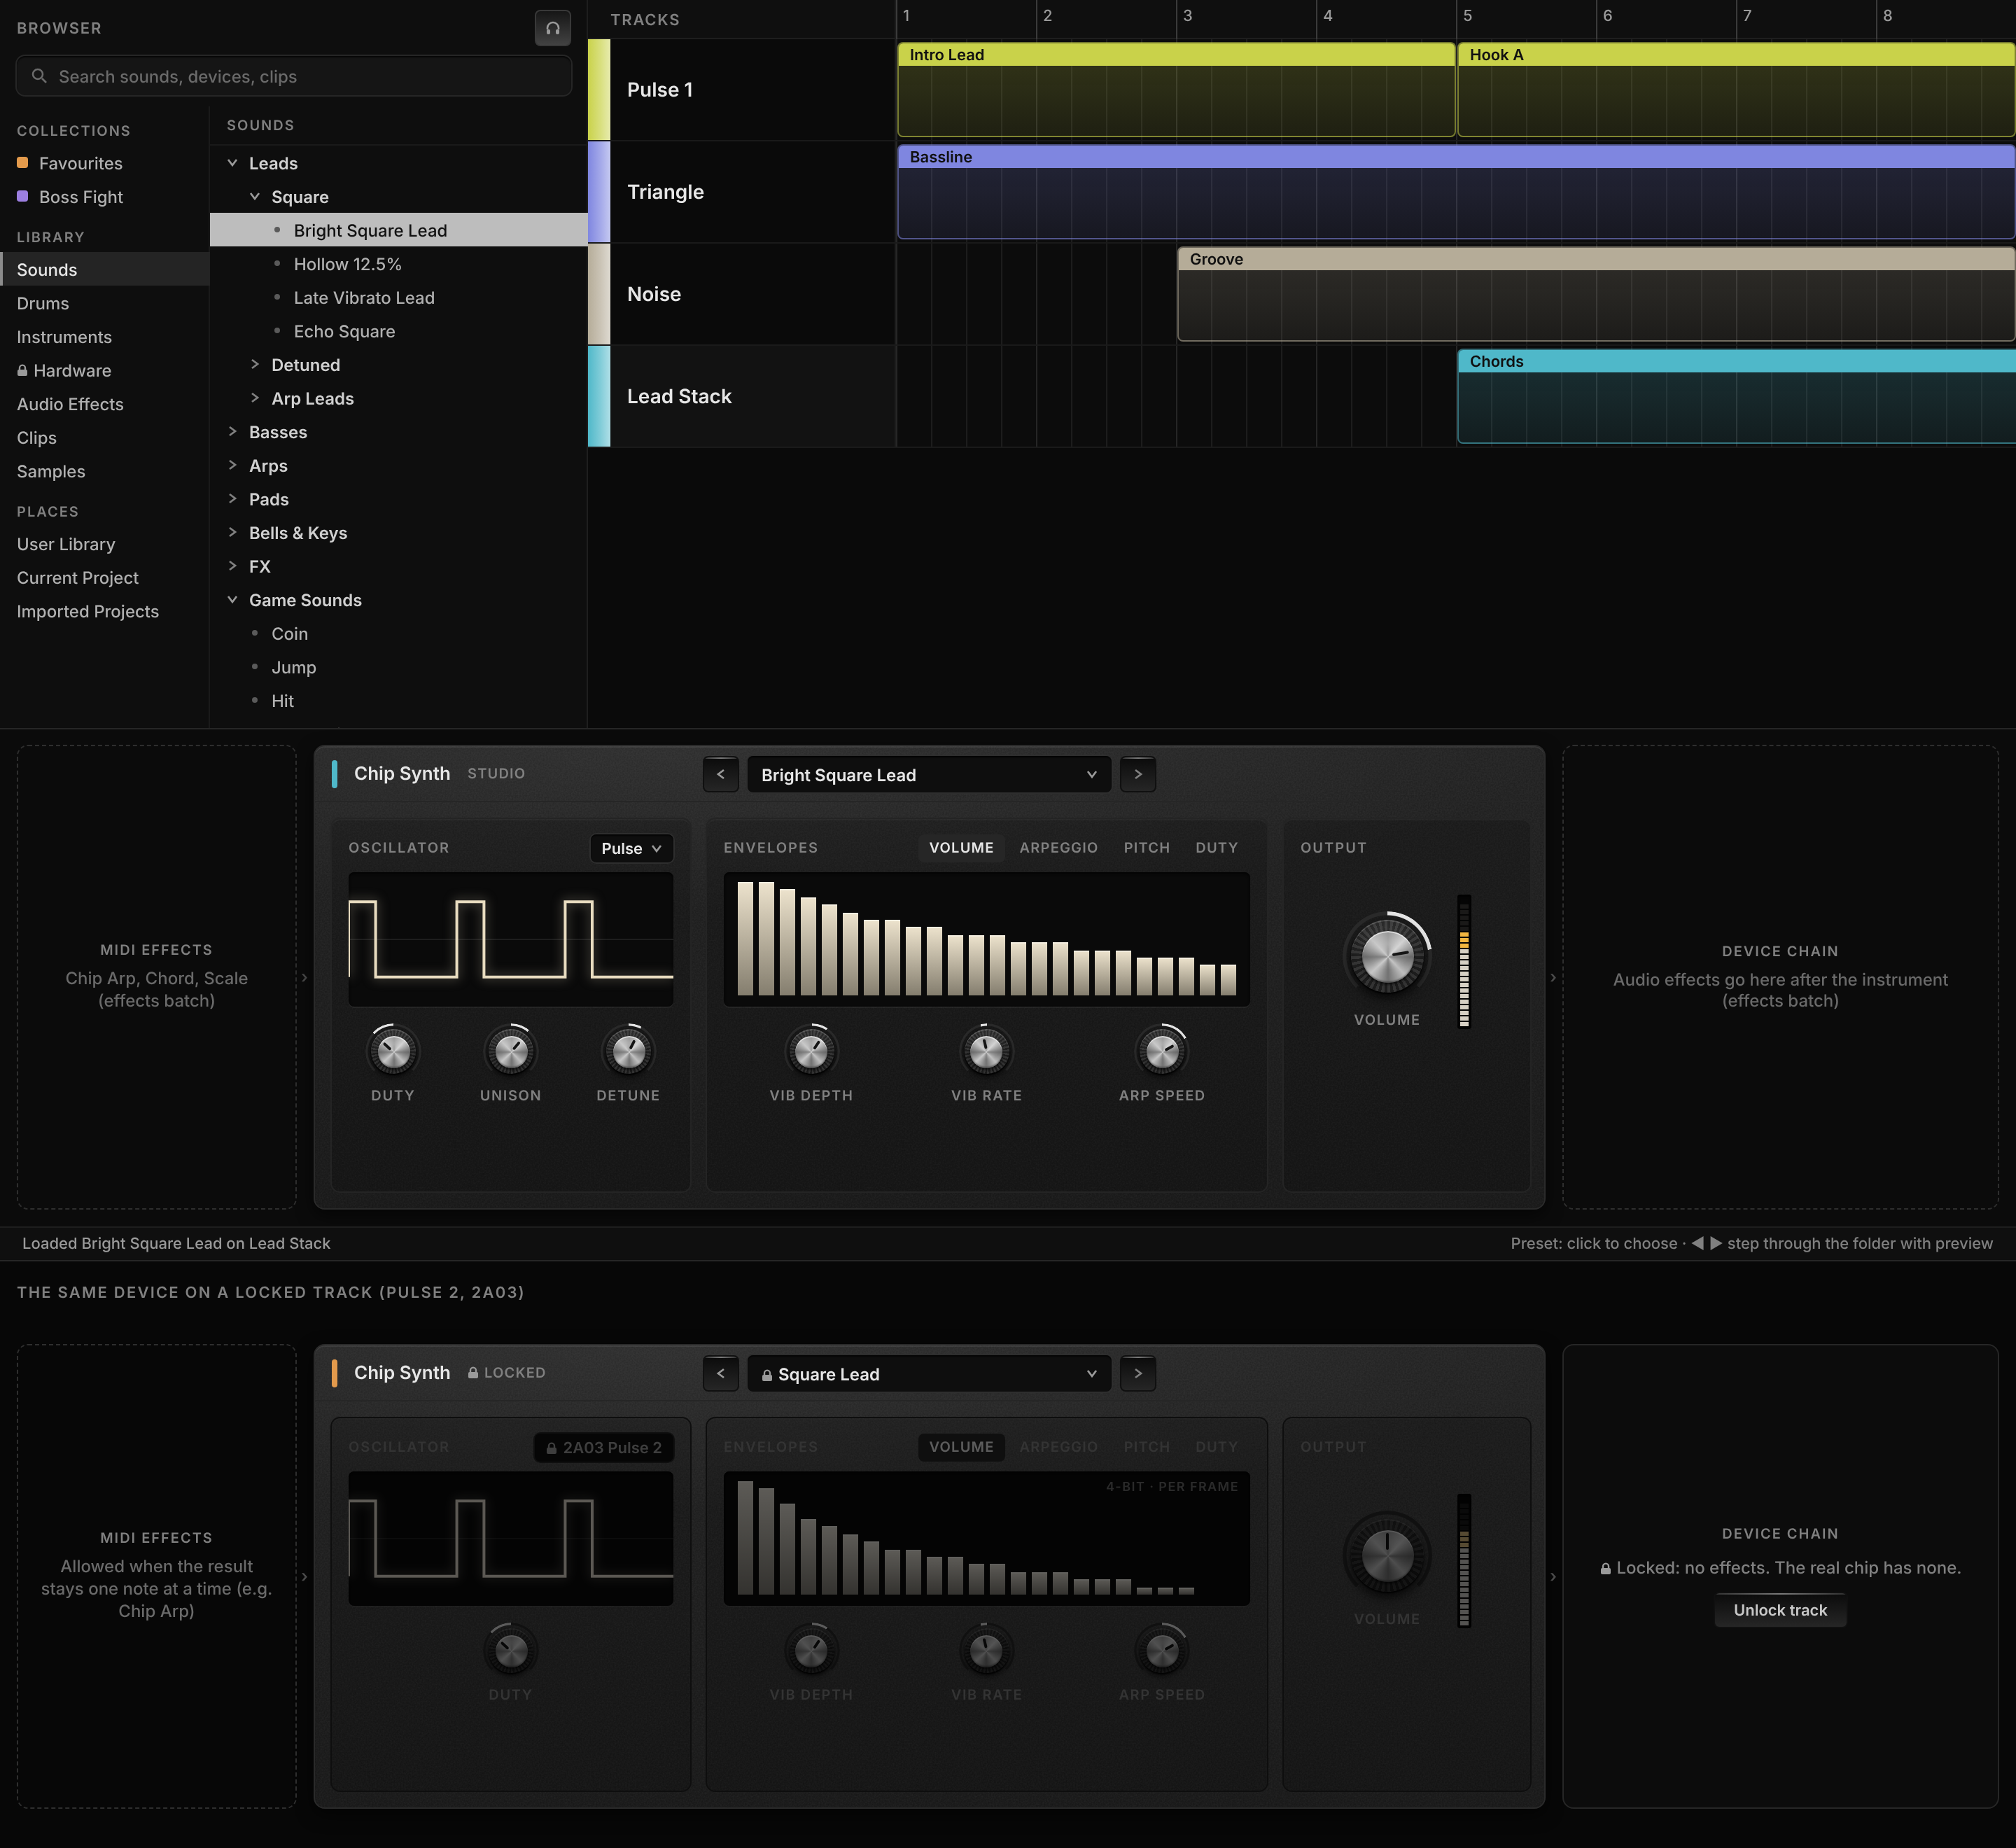 BROWSER
Search sounds, devices, clips
COLLECTIONS
Favourites
Boss Fight
LIBRARY
Sounds
Drums
Instruments
Hardware
Audio Effects
Clips
Samples
PLACES
User Library
Current Project
Imported Projects
SOUNDS
Leads
Square
Bright Square Lead
Hollow 12.5%
Late Vibrato Lead
Echo Square
Detuned
Arp Leads
Basses
Arps
Pads
Bells & Keys
FX
Game Sounds
Coin
Jump
Hit
TRACKS
1 2 3 4 5 6 7 8
Pulse 1
Intro Lead
Hook A
Triangle
Bassline
Noise
Groove
Lead Stack
Chords
MIDI EFFECTS
Chip Arp, Chord, Scale
(effects batch)
Chip Synth STUDIO
Bright Square Lead
OSCILLATOR
Pulse
DUTY UNISON DETUNE
ENVELOPES
VOLUME ARPEGGIO PITCH DUTY
VIB DEPTH VIB RATE ARP SPEED
OUTPUT
VOLUME
DEVICE CHAIN
Audio effects go here after the instrument
(effects batch)
Loaded Bright Square Lead on Lead Stack
Preset: click to choose · ◀ ▶ step through the folder with preview
THE SAME DEVICE ON A LOCKED TRACK (PULSE 2, 2A03)
MIDI EFFECTS
Allowed when the result
stays one note at a time (e.g.
Chip Arp)
Chip Synth LOCKED
Square Lead
OSCILLATOR
2A03 Pulse 2
DUTY
ENVELOPES
VOLUME ARPEGGIO PITCH DUTY
4-BIT · PER FRAME
VIB DEPTH VIB RATE ARP SPEED
OUTPUT
VOLUME
DEVICE CHAIN
Locked: no effects. The real chip has none.
Unlock track